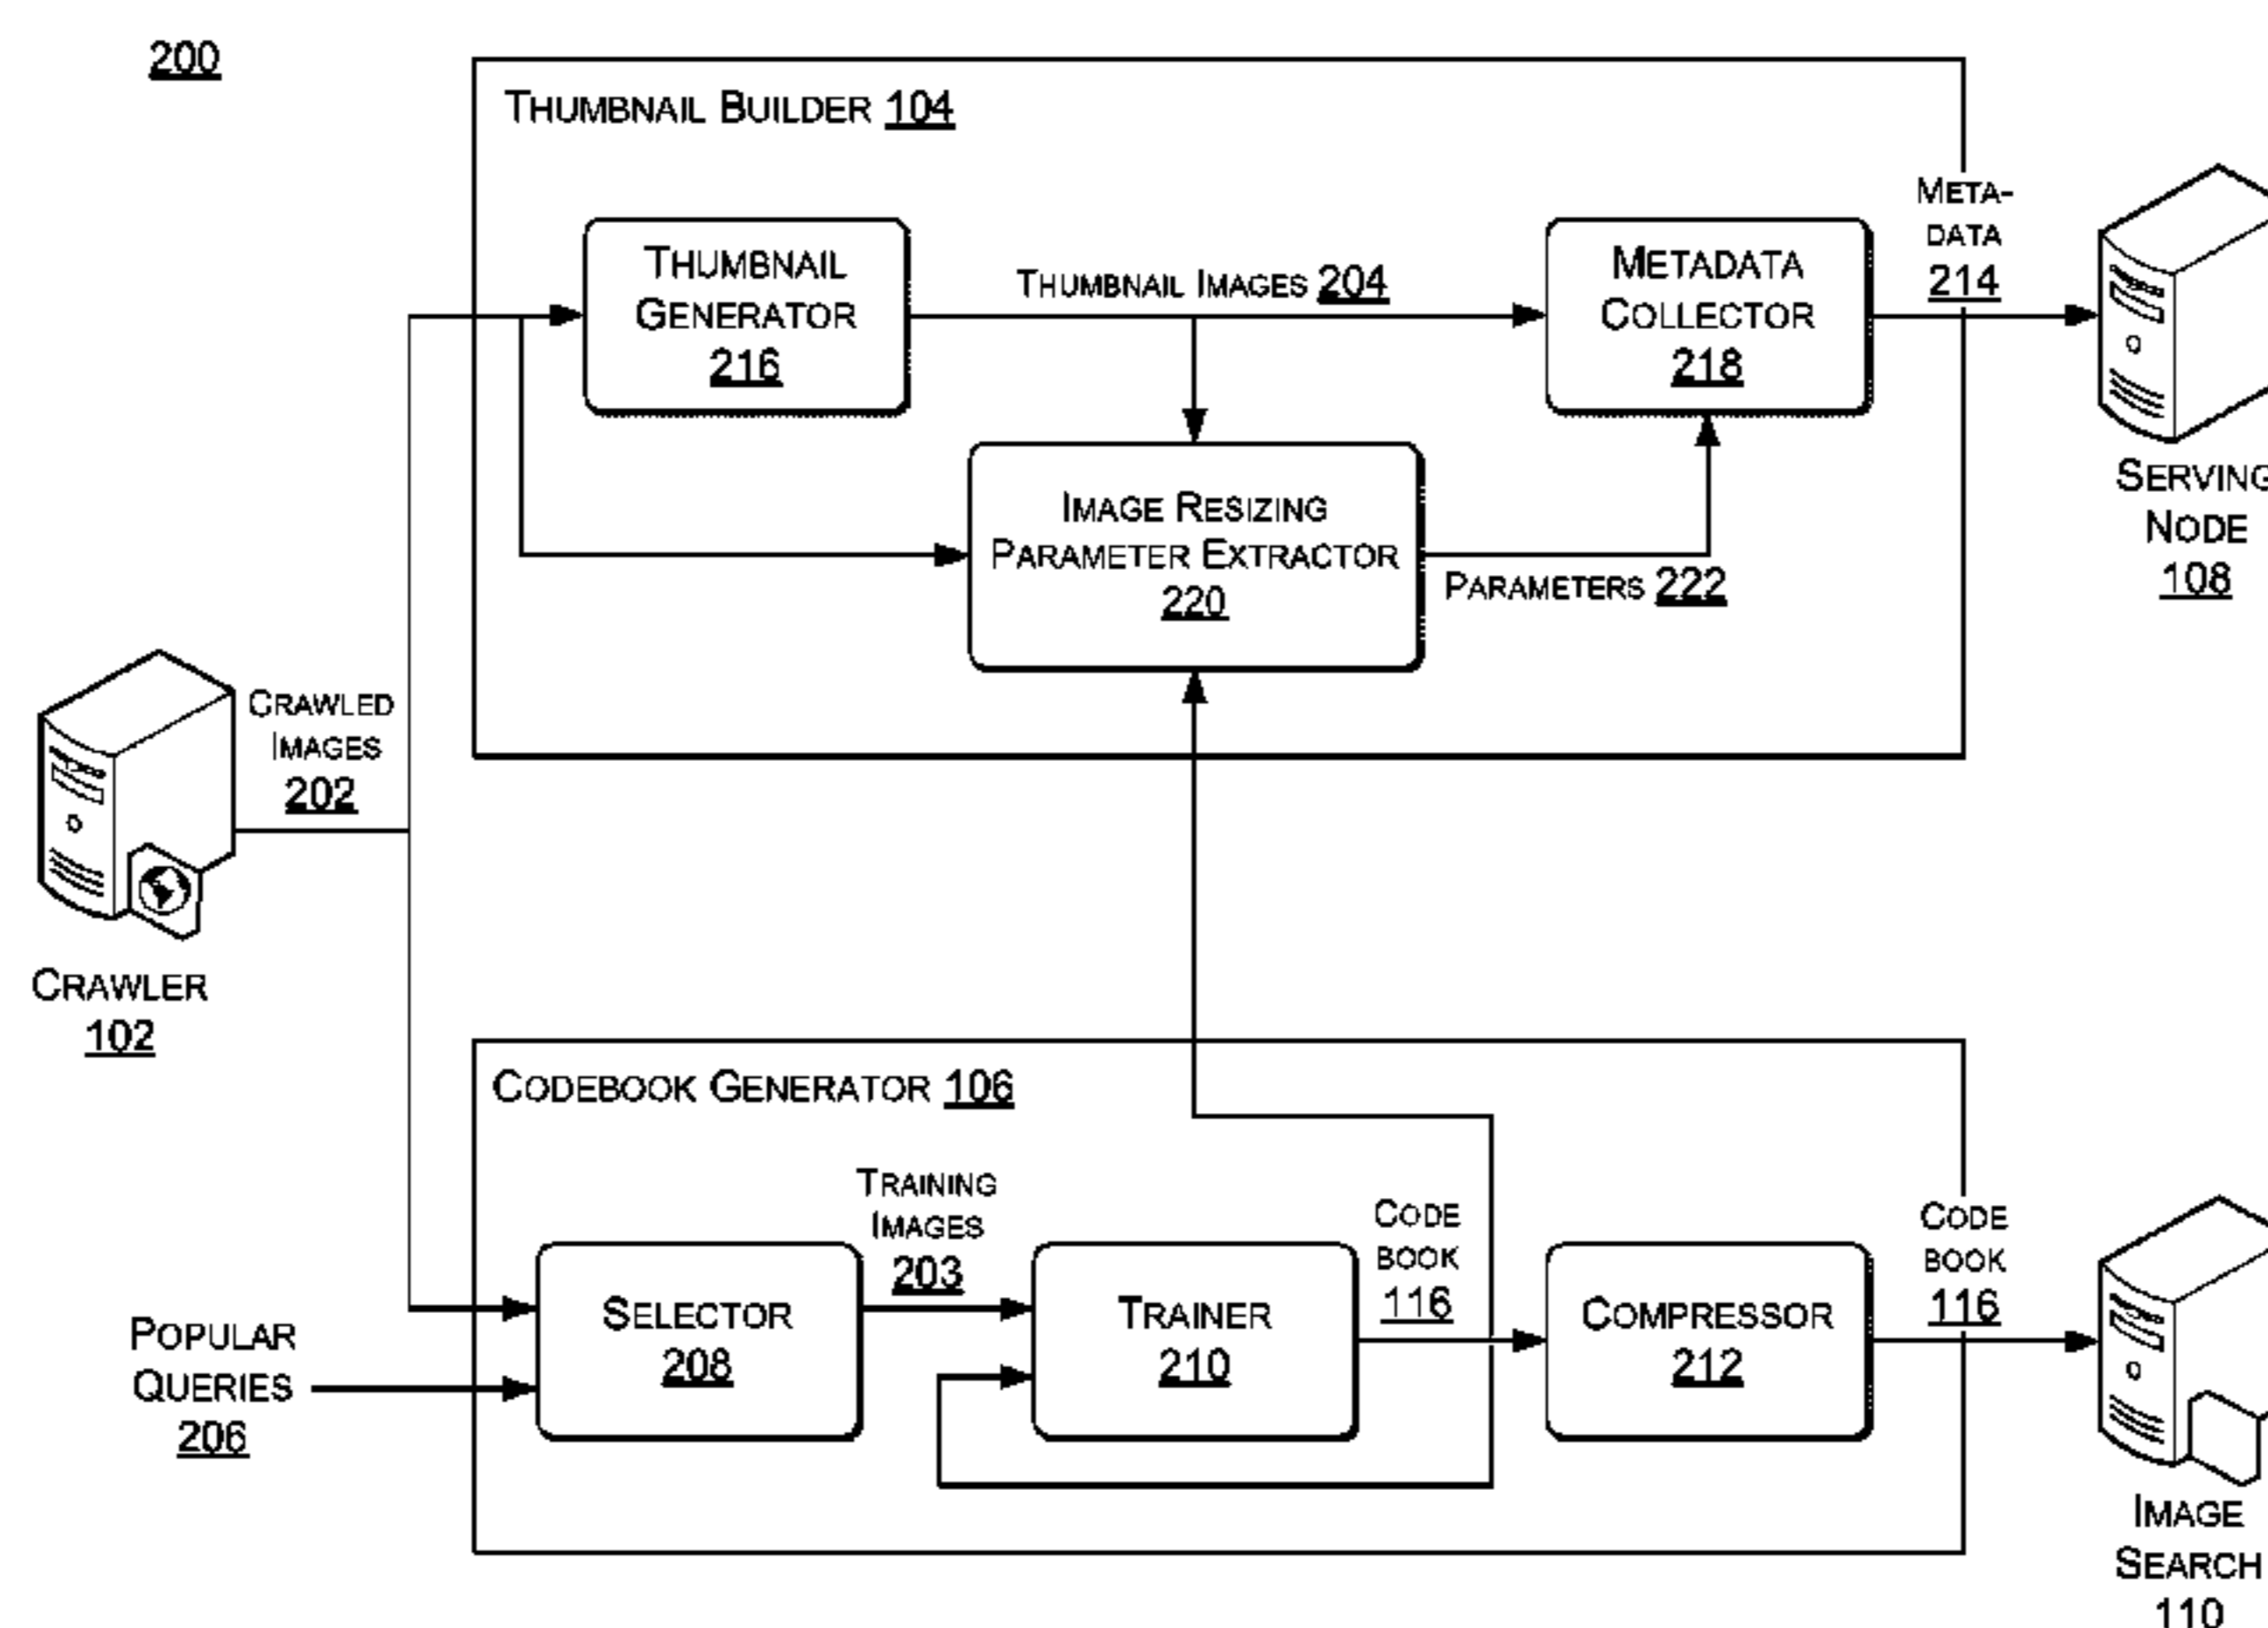 200
THUMBNAIL BUILDER 104
THUMBNAIL
GENERATOR
216
THUMBNAIL IMAGES 204
METADATA
COLLECTOR
218
META-
DATA
214
SERVING
NODE
108
IMAGE RESIZING
PARAMETER EXTRACTOR
220
PARAMETERS 222
CRAWLED
IMAGES
202
CRAWLER
102
CODEBOOK GENERATOR 106
POPULAR
QUERIES
206
SELECTOR
208
TRAINING
IMAGES
203
TRAINER
210
CODE
BOOK
116
COMPRESSOR
212
CODE
BOOK
116
IMAGE
SEARCH
110